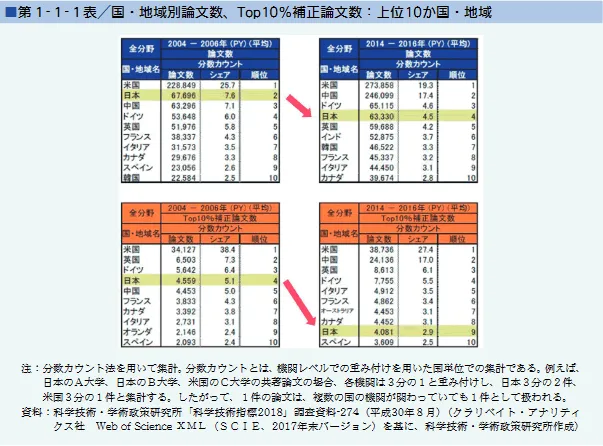 ■第1-1-1表／国・地域別論文数、Top10％補正論文数：上位10か国・地域
全分野 2004 － 2006年(PY) (平均)
論文数
国・地域名 分数カウント
論文数 シェア 順位
米国 228,849 25.7 1
日本 67,696 7.6 2
中国 63,296 7.1 3
ドイツ 53,648 6.0 4
英国 51,976 5.8 5
フランス 38,337 4.3 6
イタリア 31,573 3.5 7
カナダ 29,676 3.3 8
スペイン 23,056 2.6 9
韓国 22,584 2.5 10
全分野 2014 － 2016年(PY) (平均)
論文数
国・地域名 分数カウント
論文数 シェア 順位
米国 273,858 19.3 1
中国 246,099 17.4 2
ドイツ 65,115 4.6 3
日本 63,330 4.5 4
英国 59,688 4.2 5
インド 52,875 3.7 6
韓国 46,522 3.3 7
フランス 45,337 3.2 8
イタリア 44,450 3.1 9
カナダ 39,674 2.8 10
全分野 2004 － 2006年(PY) (平均)
Top10％補正論文数
国・地域名 分数カウント
論文数 シェア 順位
米国 34,127 38.4 1
英国 6,503 7.3 2
ドイツ 5,642 6.4 3
日本 4,559 5.1 4
中国 4,453 5.0 5
フランス 3,833 4.3 6
カナダ 3,392 3.8 7
イタリア 2,731 3.1 8
オランダ 2,146 2.4 9
スペイン 2,093 2.4 10
全分野 2014 － 2016年(PY) (平均)
Top10％補正論文数
国・地域名 分数カウント
論文数 シェア 順位
米国 38,736 27.4 1
中国 24,136 17.0 2
英国 8,613 6.1 3
ドイツ 7,755 5.5 4
イタリア 4,912 3.5 5
フランス 4,862 3.4 6
オーストラリア 4,453 3.1 7
カナダ 4,452 3.1 8
日本 4,081 2.9 9
スペイン 3,609 2.5 10
注：分数カウント法を用いて集計。分数カウントとは、機関レベルでの重み付けを用いた国単位での集計である。例えば、
日本のA大学、日本のB大学、米国のC大学の共著論文の場合、各機関は３分の１と重み付けし、日本３分の２件、
米国３分の１件と集計する。したがって、１件の論文は、複数の国の機関が関わっていても１件として扱われる。
資料：科学技術・学術政策研究所「科学技術指標2018」調査資料-274（平成30年８月）（クラリベイト・アナリティ
クス社 Web of Science XML（SCIE、2017年末バージョン）を基に、科学技術・学術政策研究所作成）